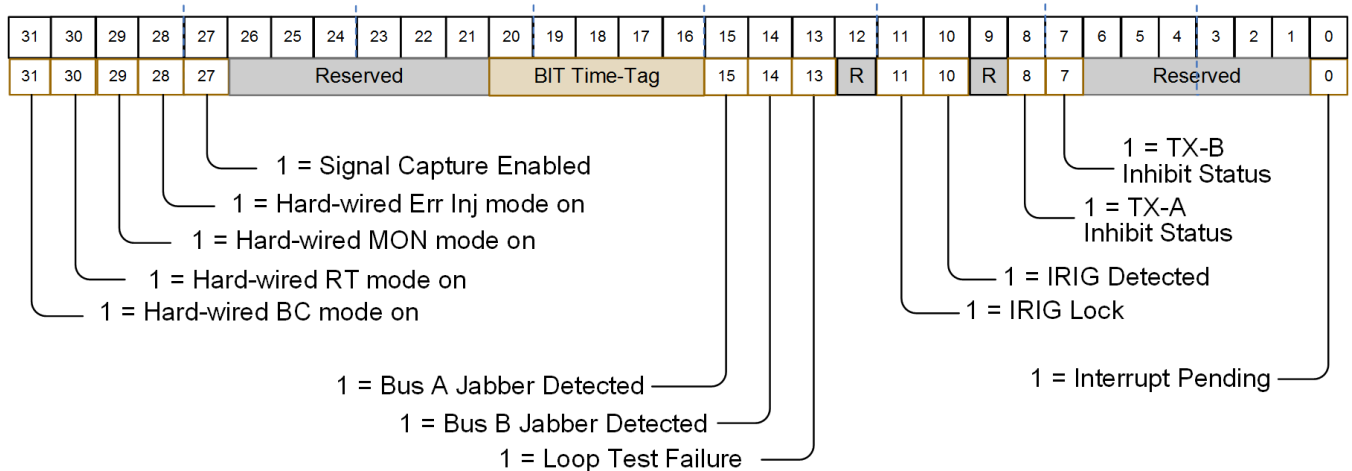 31 30 29 28 27 26 25 24 23 22 21 20 19 18 17 16 15 14 13 12 11 10 9 8 7 6 5 4 3 2 1 0
31 30 29 28 27 Reserved BIT Time-Tag 15 14 13 R 11 10 R 8 7 Reserved 0
1 = Signal Capture Enabled
1 = Hard-wired Err Inj mode on
1 = Hard-wired MON mode on
1 = Hard-wired RT mode on
1 = Hard-wired BC mode on
1 = TX-B
Inhibit Status
1 = TX-A
Inhibit Status
1 = IRIG Detected
1 = IRIG Lock
1 = Bus A Jabber Detected
1 = Bus B Jabber Detected
1 = Loop Test Failure
1 = Interrupt Pending